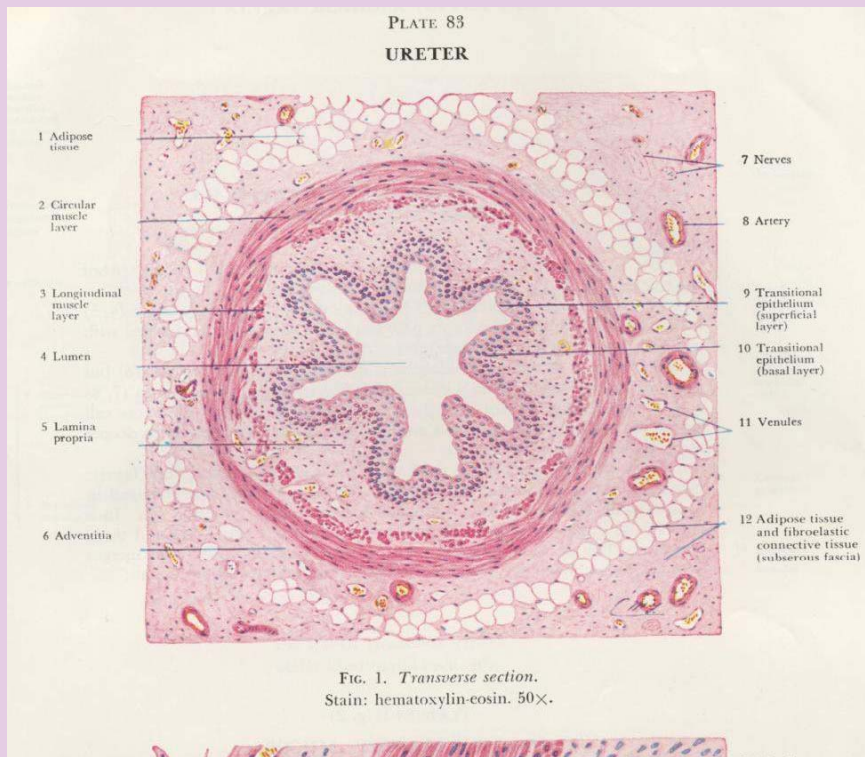 PLATE 83
URETER
1 Adipose
tissue
2 Circular
muscle
layer
3 Longitudinal
muscle
layer
4 Lumen
5 Lamina
propria
6 Adventitia
7 Nerves
8 Artery
9 Transitional
epithelium
(superficial
layer)
10 Transitional
epithelium
(basal layer)
11 Venules
12 Adipose tissue
and fibroelastic
connective tissue
(subserous fascia)
FIG. 1. Transverse section.
Stain: hematoxylin-eosin. 50×.